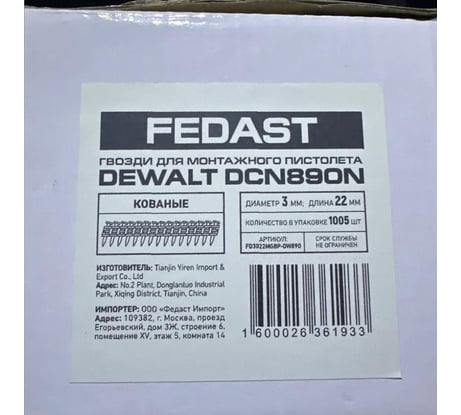 FEDAST
ГВОЗДИ ДЛЯ МОНТАЖНОГО ПИСТОЛЕТА
DEWALT DCN890N
КОВАНЫЕ
ДИАМЕТР 3 ММ; ДЛИНА 22 ММ
КОЛИЧЕСТВО В УПАКОВКЕ 1005 ШТ
АРТИКУЛ:
FD3022MGBP-DW890
СРОК СЛУЖБЫ
НЕ ОГРАНИЧЕН
ИЗГОТОВИТЕЛЬ: Tianjin Yiren Import &
Export Co., Ltd
Адрес: No.2 Plant, Donglantuo Industrial
Park, Xiqing District, Tianjin, China
ИМПОРТЕР: ООО «Федаст Импорт»
Адрес: 109382, г. Москва, проезд
Егорьевский, дом 3Ж, строение 6,
помещение XV, этаж 5, комната 14
1 600026 361933